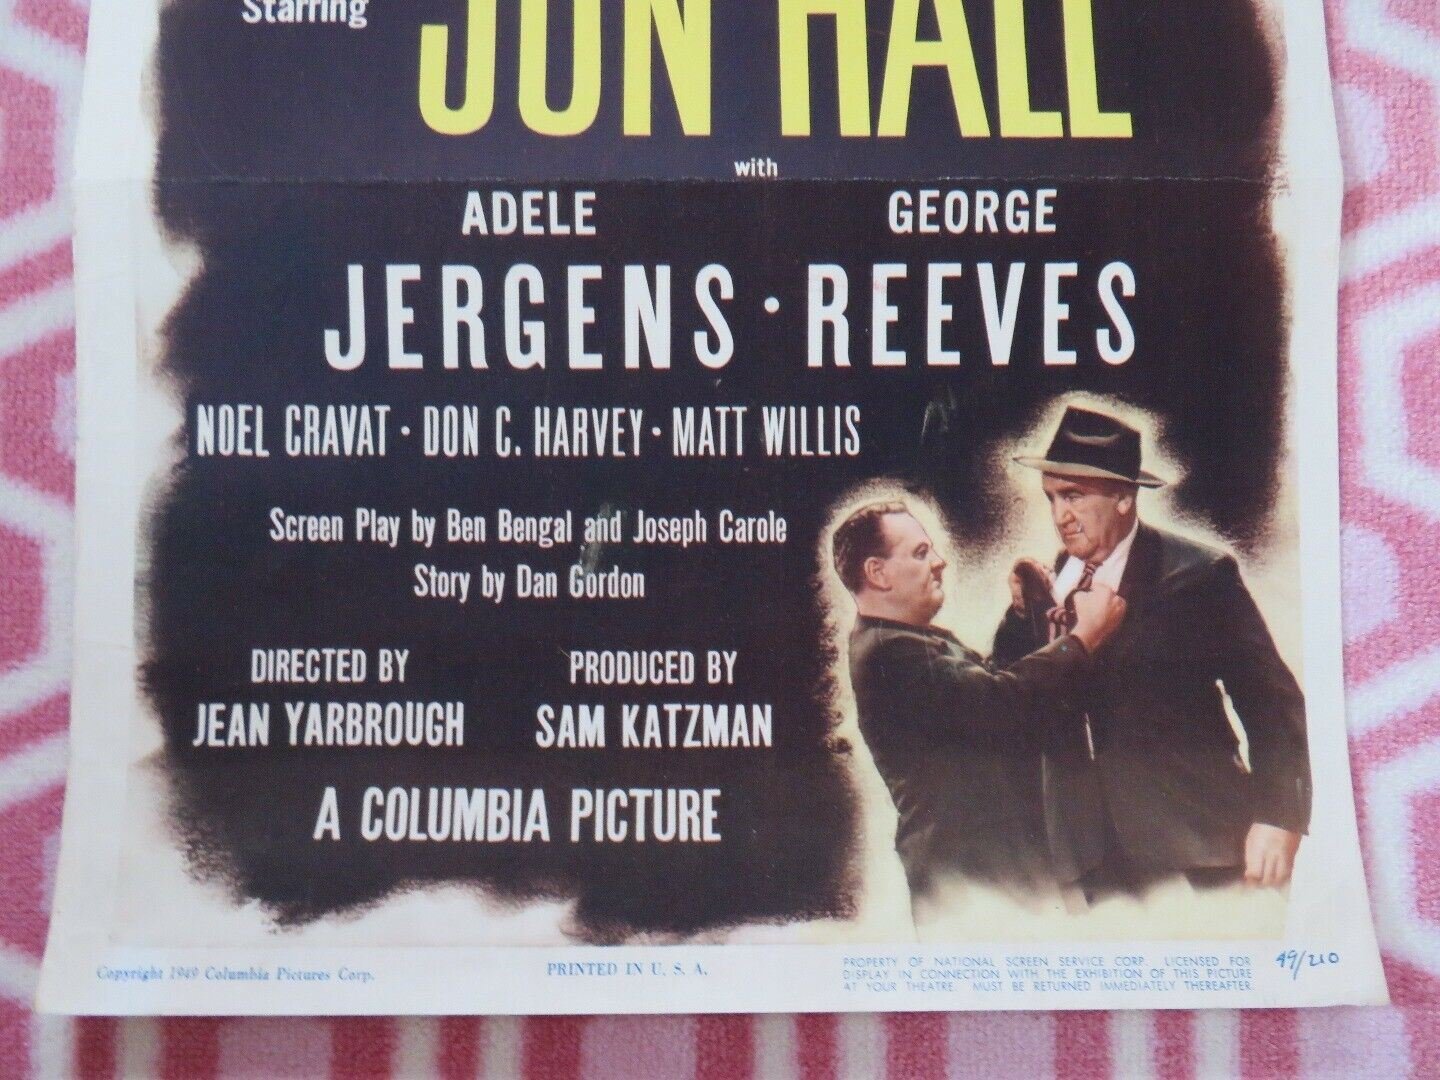 Starring
JON HALL
with
ADELE GEORGE
JERGENS • REEVES
NOEL CRAVAT • DON C. HARVEY • MATT WILLIS
Screen Play by Ben Bengal and Joseph Carole
Story by Dan Gordon
DIRECTED BY PRODUCED BY
JEAN YARBROUGH SAM KATZMAN
A COLUMBIA PICTURE
Copyright 1949 Columbia Pictures Corp.
PRINTED IN U. S. A.
PROPERTY OF NATIONAL SCREEN SERVICE CORP. LICENSED FOR
DISPLAY IN CONNECTION WITH THE EXHIBITION OF THIS PICTURE
AT YOUR THEATRE. MUST BE RETURNED IMMEDIATELY THEREAFTER
49/210